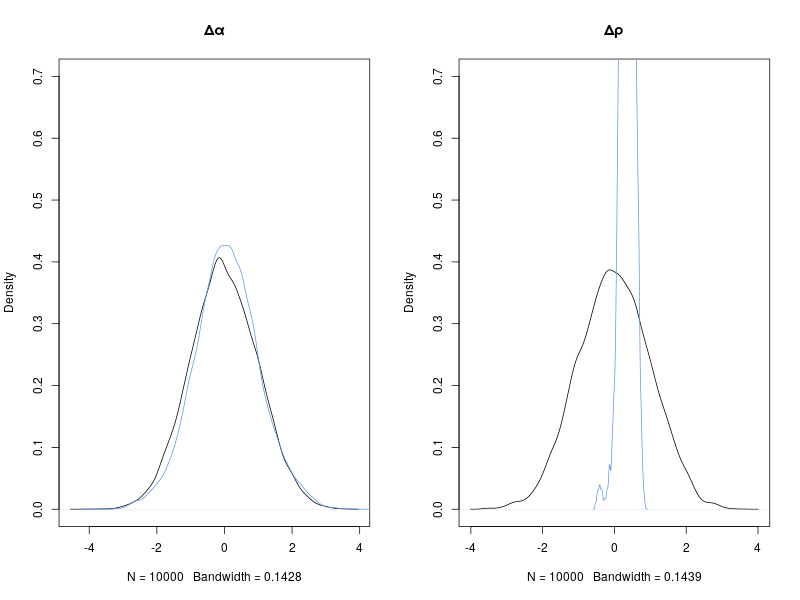 Δα
Density
0.0 0.1 0.2 0.3 0.4 0.5 0.6 0.7
-4 -2 0 2 4
N = 10000 Bandwidth = 0.1428
Δρ
Density
0.0 0.1 0.2 0.3 0.4 0.5 0.6 0.7
-4 -2 0 2 4
N = 10000 Bandwidth = 0.1439